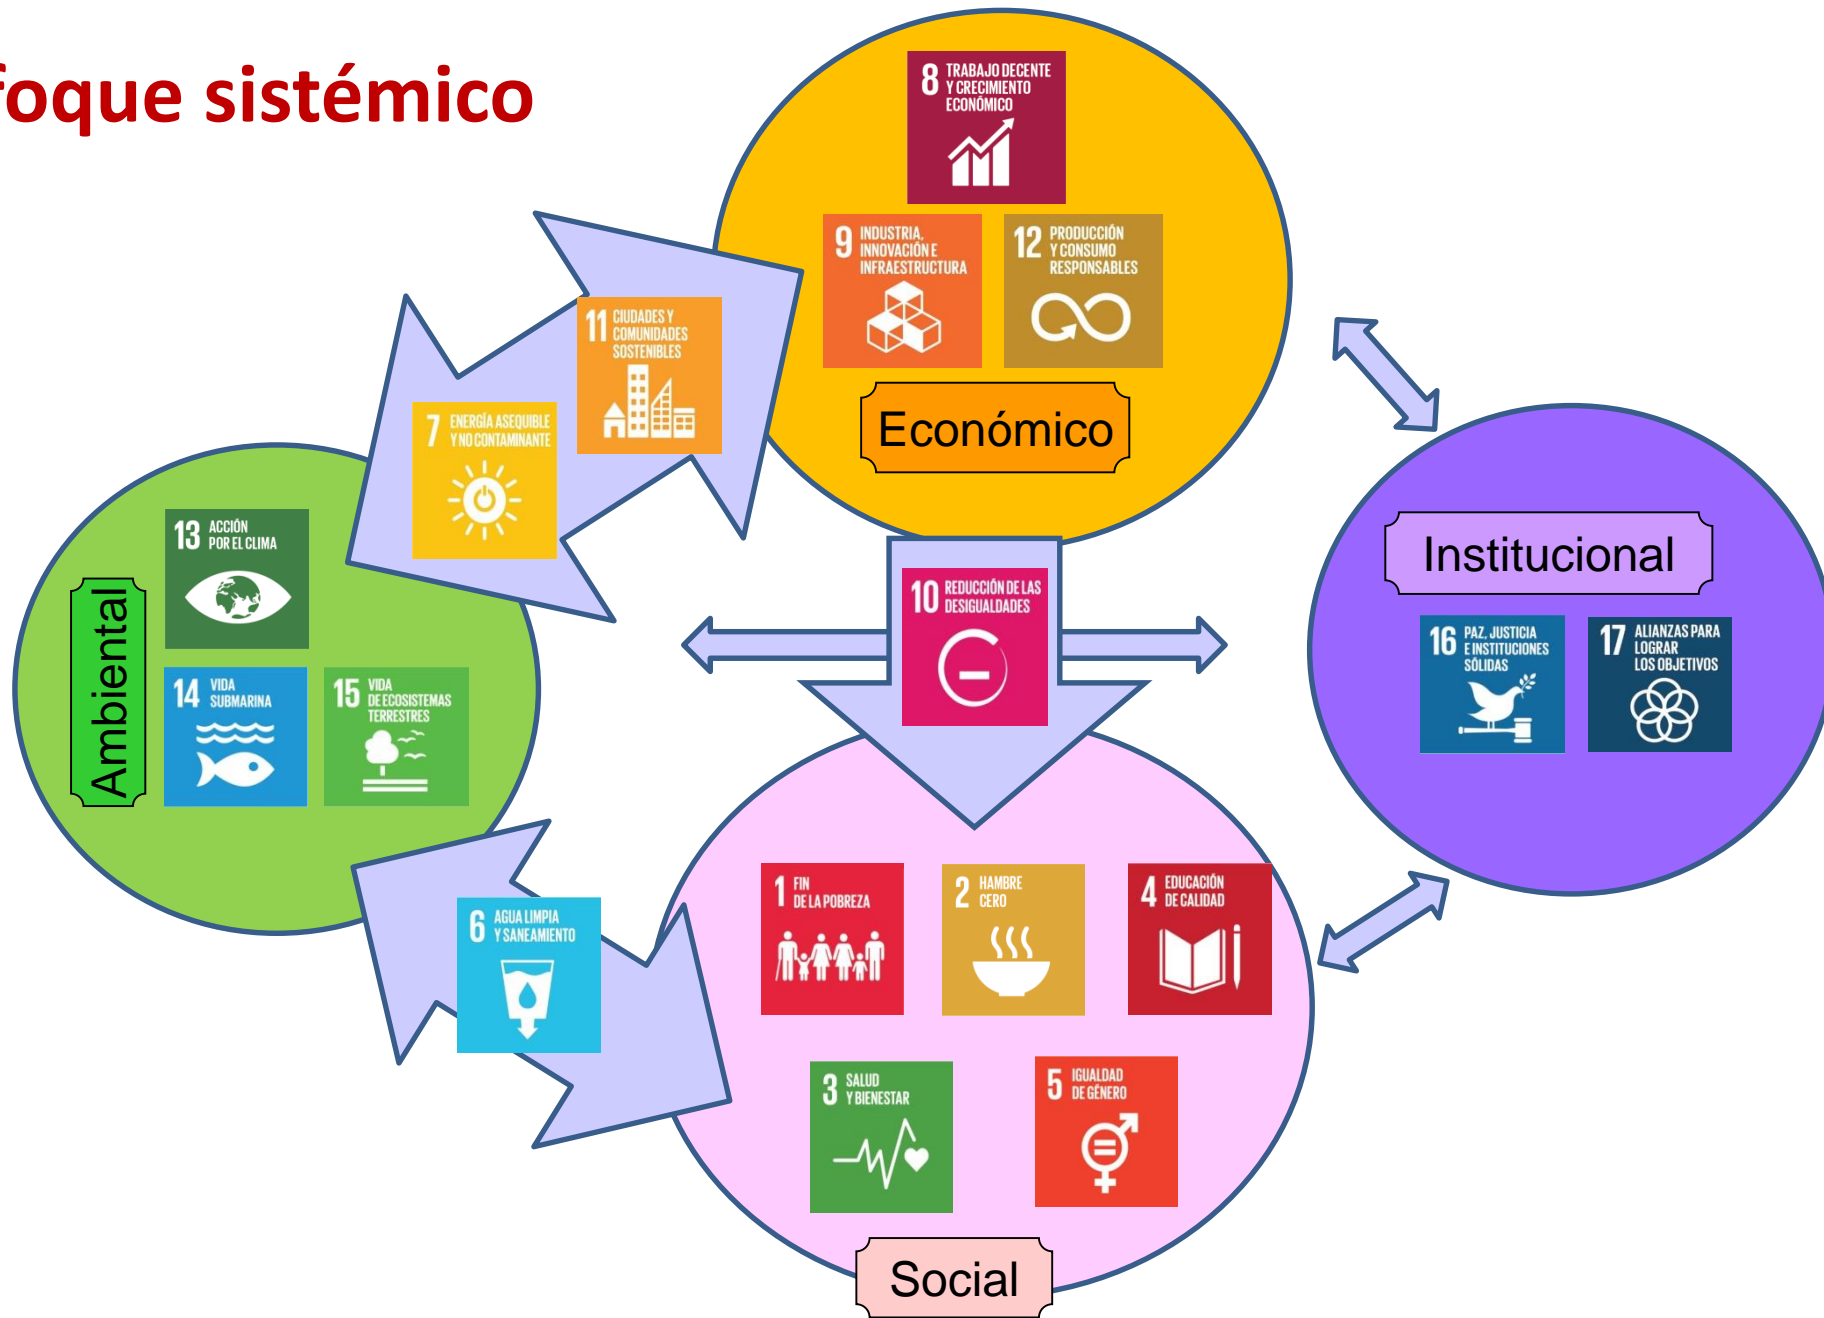 foque sistémico
8 TRABAJO DECENTE
Y CRECIMIENTO
ECONÓMICO
9 INDUSTRIA,
INNOVACIÓN E
INFRAESTRUCTURA
12 PRODUCCIÓN
Y CONSUMO
RESPONSABLES
Económico
11 CIUDADES Y
COMUNIDADES
SOSTENIBLES
7 ENERGÍA ASEQUIBLE
Y NO CONTAMINANTE
13 ACCIÓN
POR EL CLIMA
14 VIDA
SUBMARINA
15 VIDA
DE ECOSISTEMAS
TERRESTRES
Ambiental
10 REDUCCIÓN DE LAS
DESIGUALDADES
Institucional
16 PAZ, JUSTICIA
E INSTITUCIONES
SÓLIDAS
17 ALIANZAS PARA
LOGRAR
LOS OBJETIVOS
6 AGUA LIMPIA
Y SANEAMIENTO
1 FIN
DE LA POBREZA
2 HAMBRE
CERO
4 EDUCACIÓN
DE CALIDAD
3 SALUD
Y BIENESTAR
5 IGUALDAD
DE GÉNERO
Social